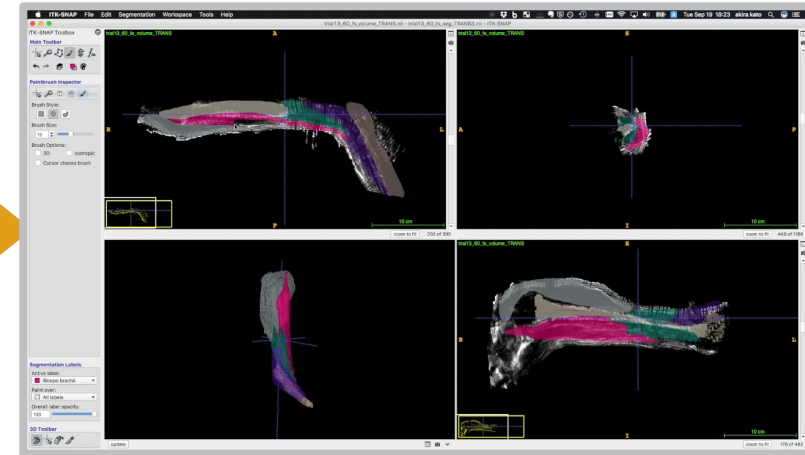 ITK-SNAP File Edit Segmentation Workspace Tools Help
Tue Sep 19 18:23 akira kato
trial13_60_fs_volume_TRANS.nii - trial13_60_fs_seg_TRANS3.nii - ITK-SNAP
ITK-SNAP Toolbox
Main Toolbar
Paintbrush Inspector
Brush Style:
Brush Size:
15
Brush Options:
3D Isotropic
Cursor chases brush
Segmentation Labels
Active label:
Biceps brachii
Paint over:
All labels
Overall label opacity:
100
3D Toolbar
trial13_60_fs_volume_TRANS
A
R
L
P
10 cm
zoom to fit
trial13_60_fs_volume_TRANS
S
A
P
I
10 cm
zoom to fit 449 of 1188
update
trial13_60_fs_volume_TRANS
S
R
L
I
10 cm
zoom to fit